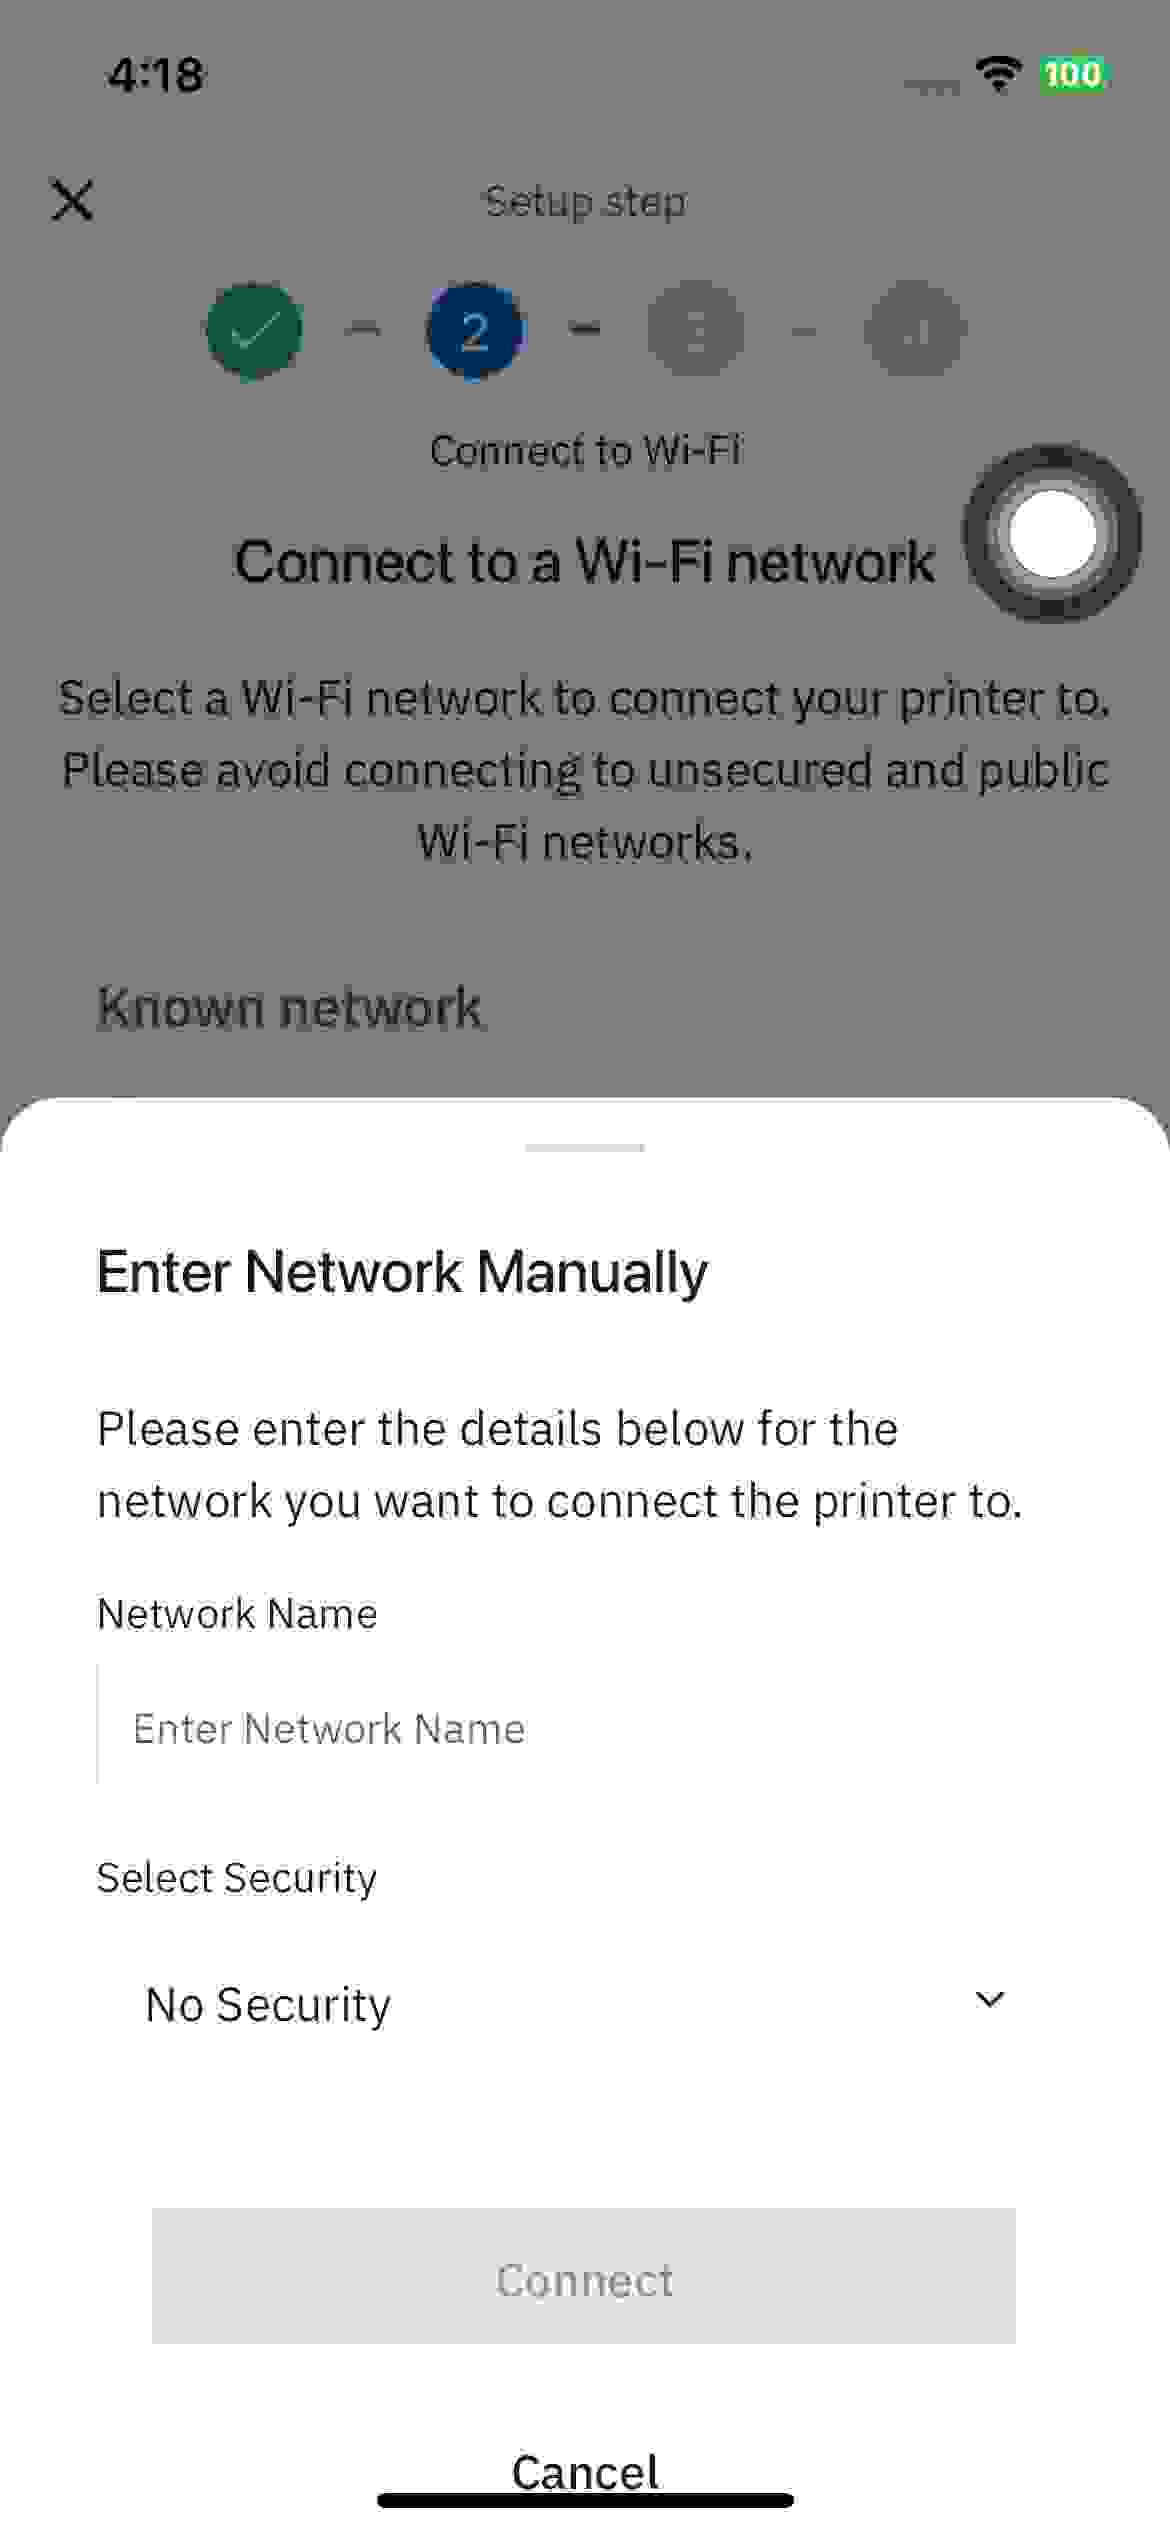 4:18
100
Setup step
2
Connect to Wi-Fi
Connect to a Wi-Fi network
Select a Wi-Fi network to connect your printer to.
Please avoid connecting to unsecured and public
Wi-Fi networks.
Known network
Enter Network Manually
Please enter the details below for the
network you want to connect the printer to.
Network Name
Enter Network Name
Select Security
No Security
Connect
Cancel